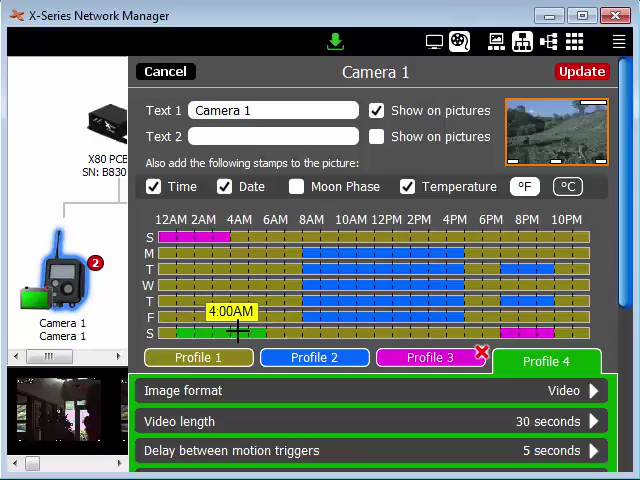 X-Series Network Manager
Cancel
Camera 1
Update
Text 1 Camera 1 Show on pictures
Text 2 Show on pictures
Also add the following stamps to the picture:
Time Date Moon Phase Temperature °F °C
X80 PCB
SN: B830
12AM 2AM 4AM 6AM 8AM 10AM 12PM 2PM 4PM 6PM 8PM 10PM
S
M
T
W
T
F
S
2
4:00AM
Camera 1
Camera 1
Profile 1 Profile 2 Profile 3 Profile 4
Image format Video
Video length 30 seconds
Delay between motion triggers 5 seconds